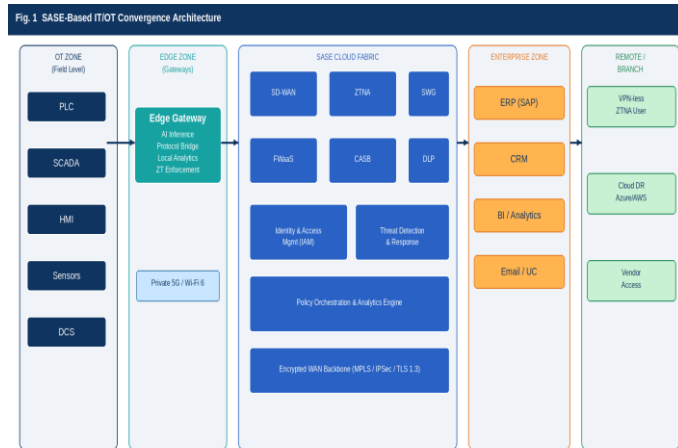 Fig. 1 SASE-Based IT/OT Convergence Architecture
OT ZONE
(Field Level)
PLC
SCADA
HMI
Sensors
DCS
EDGE ZONE
(Gateways)
Edge Gateway
AI Inference
Protocol Bridge
Local Analytics
ZT Enforcement
Private 5G / Wi-Fi 6
SASE CLOUD FABRIC
SD-WAN
ZTNA
SWG
FWaaS
CASB
DLP
Identity & Access
Mgmt (IAM)
Threat Detection
& Response
Policy Orchestration & Analytics Engine
Encrypted WAN Backbone (MPLS / IPSec / TLS 1.3)
ENTERPRISE ZONE
ERP (SAP)
CRM
BI / Analytics
Email / UC
REMOTE /
BRANCH
VPN-less
ZTNA User
Cloud DR
Azure/AWS
Vendor
Access